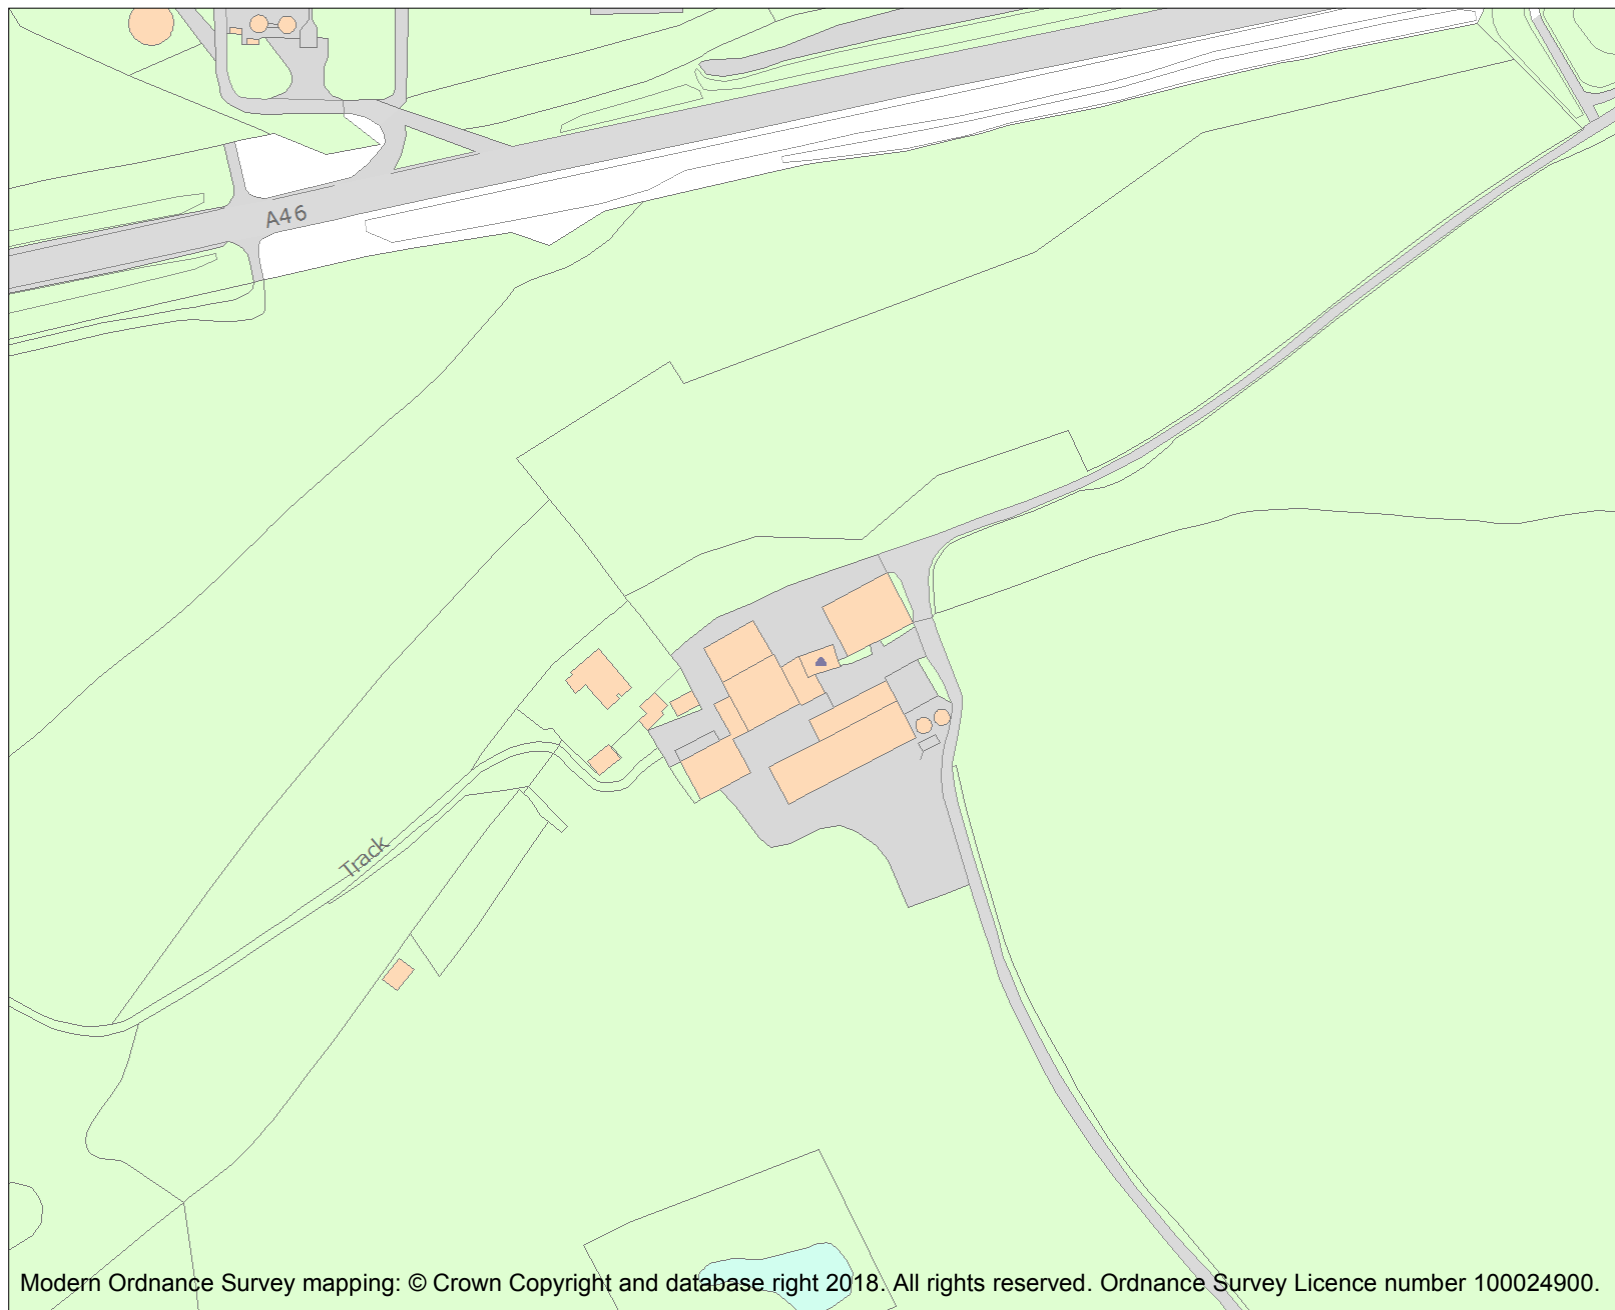 A46
Track
Modern Ordnance Survey mapping: © Crown Copyright and database right 2018. All rights reserved. Ordnance Survey Licence number 100024900.